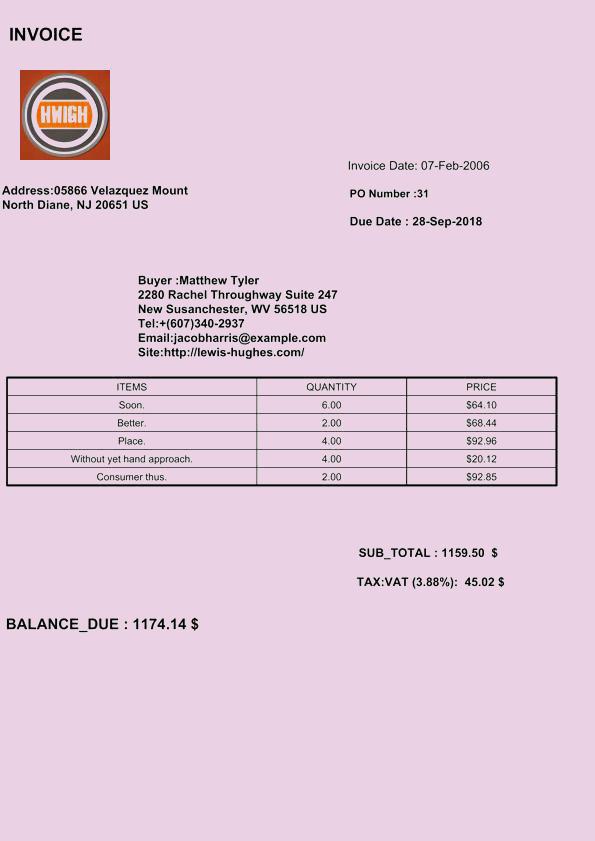 INVOICE
HWIGH
Invoice Date: 07-Feb-2006
Address:05866 Velazquez Mount
North Diane, NJ 20651 US
PO Number :31
Due Date : 28-Sep-2018
Buyer :Matthew Tyler
2280 Rachel Throughway Suite 247
New Susanchester, WV 56518 US
Tel:+(607)340-2937
Email:jacobharris@example.com
Site:http://lewis-hughes.com/
ITEMS QUANTITY PRICE
Soon. 6.00 $64.10
Better. 2.00 $68.44
Place. 4.00 $92.96
Without yet hand approach. 4.00 $20.12
Consumer thus. 2.00 $92.85
SUB_TOTAL : 1159.50 $
TAX:VAT (3.88%): 45.02 $
BALANCE_DUE : 1174.14 $